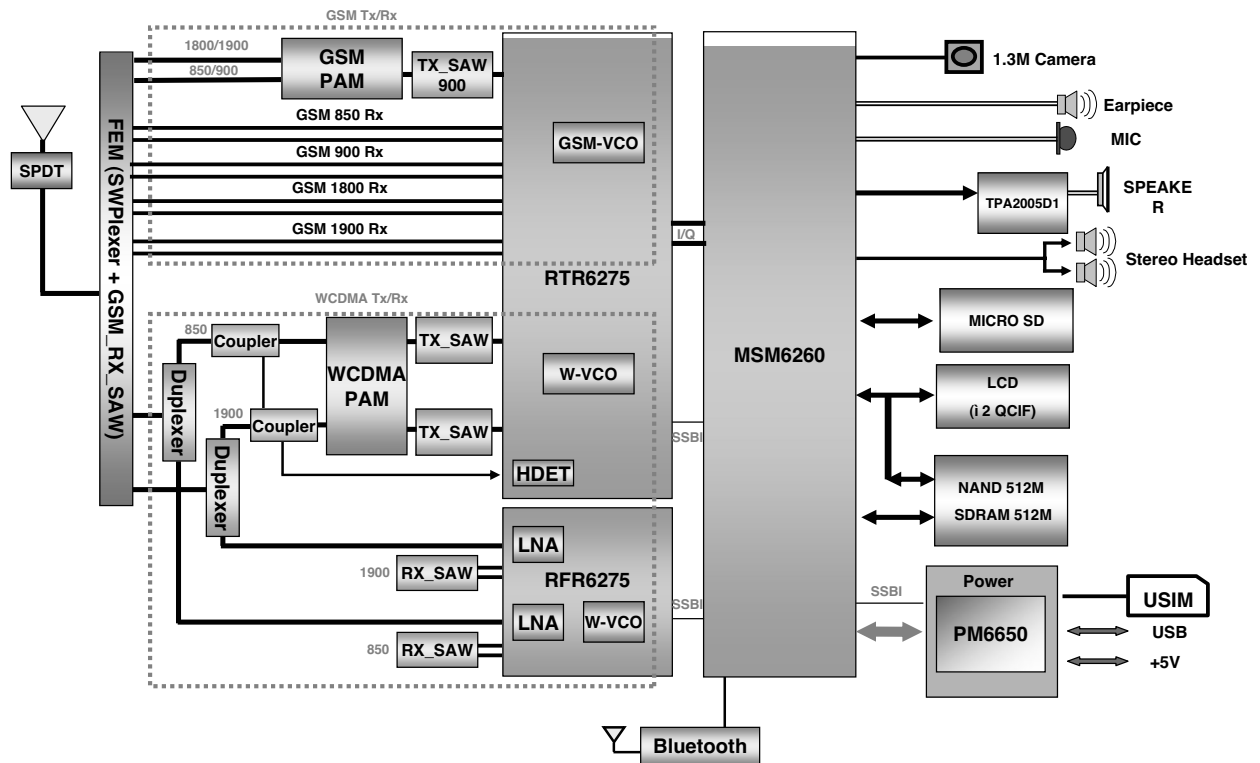 GSM Tx/Rx
1800/1900
850/900
GSM
PAM
TX_SAW
900
GSM 850 Rx
GSM 900 Rx
GSM 1800 Rx
GSM 1900 Rx
GSM-VCO
SPDT
FEM (SWPlexer + GSM_RX_SAW)
RTR6275
I/Q
WCDMA Tx/Rx
850
Coupler
WCDMA
PAM
TX_SAW
W-VCO
Duplexer
1900
Coupler
TX_SAW
SSBI
Duplexer
HDET
LNA
1900
RX_SAW
RFR6275
SSBI
LNA
W-VCO
850
RX_SAW
MSM6260
Bluetooth
1.3M Camera
Earpiece
MIC
TPA2005D1
SPEAKE
R
Stereo Headset
MICRO SD
LCD
(ì 2 QCIF)
NAND 512M
SDRAM 512M
SSBI
Power
PM6650
USIM
USB
+5V